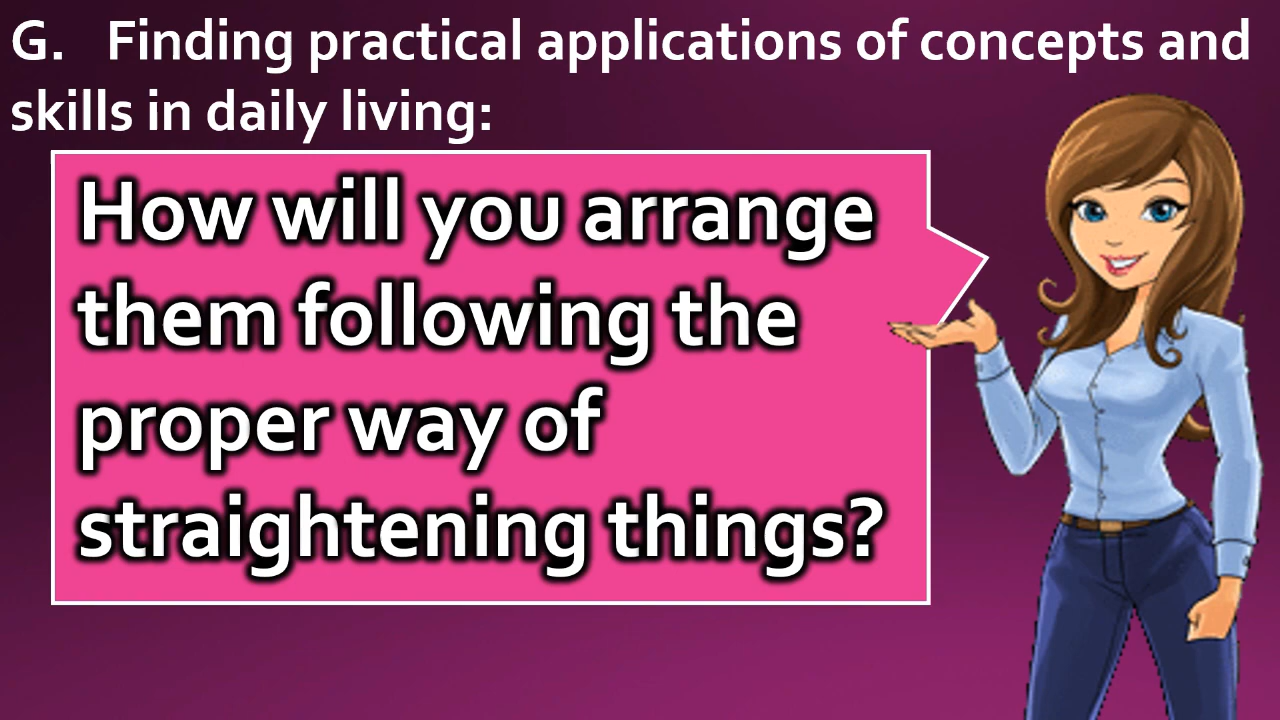 G. Finding practical applications of concepts and
skills in daily living:
How will you arrange
them following the
proper way of
straightening things?